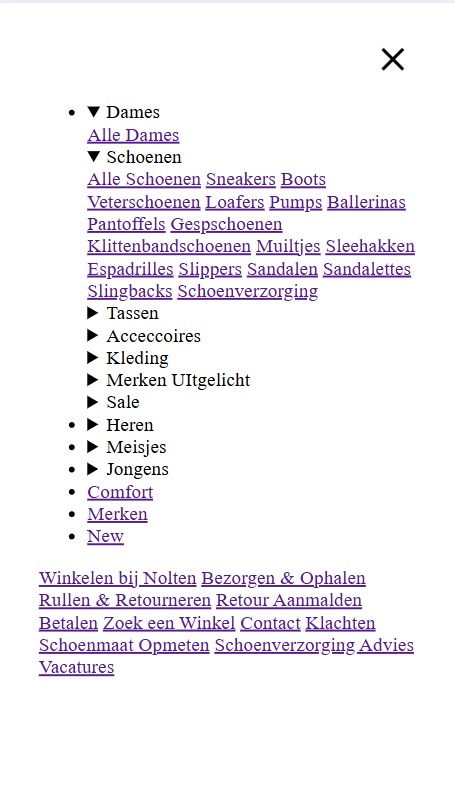 Dames
Alle Dames
Schoenen
Alle Schoenen Sneakers Boots
Veterschoenen Loafers Pumps Ballerinas
Pantoffels Gespschoenen
Klittenbandschoenen Muiltjes Sleehakken
Espadrilles Slippers Sandalen Sandalettes
Slingbacks Schoenverzorging
Tassen
Acceccoires
Kleding
Merken UItgelicht
Sale
Heren
Meisjes
Jongens
Comfort
Merken
New
Winkelen bij Nolten Bezorgen & Ophalen
Rullen & Retourneren Retour Aanmalden
Betalen Zoek een Winkel Contact Klachten
Schoenmaat Opmeten Schoenverzorging Advies
Vacatures